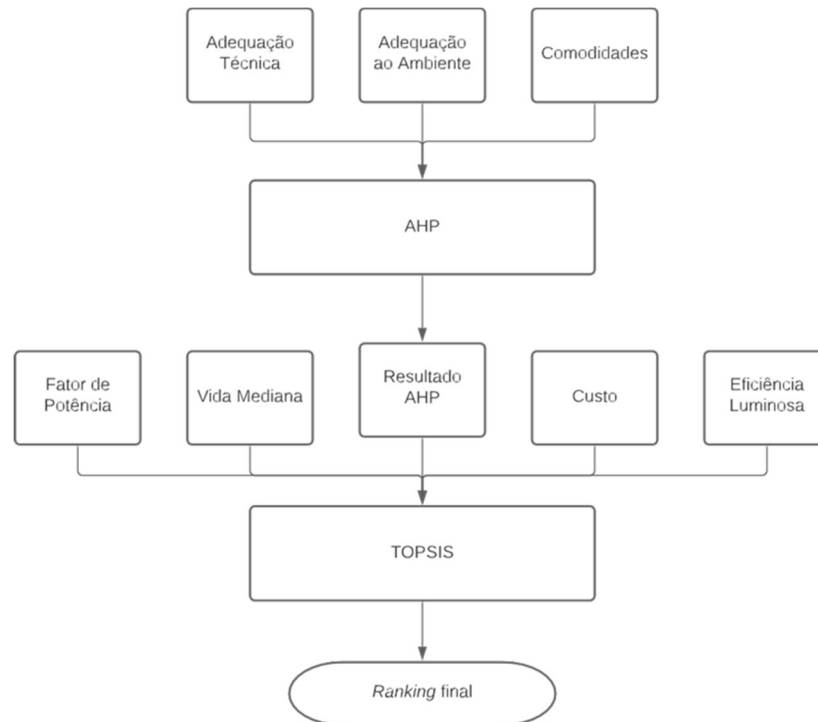 Adequação
Técnica
Adequação
ao Ambiente
Comodidades
AHP
Fator de
Potência
Vida Mediana
Resultado
AHP
Custo
Eficiência
Luminosa
TOPSIS
Ranking final